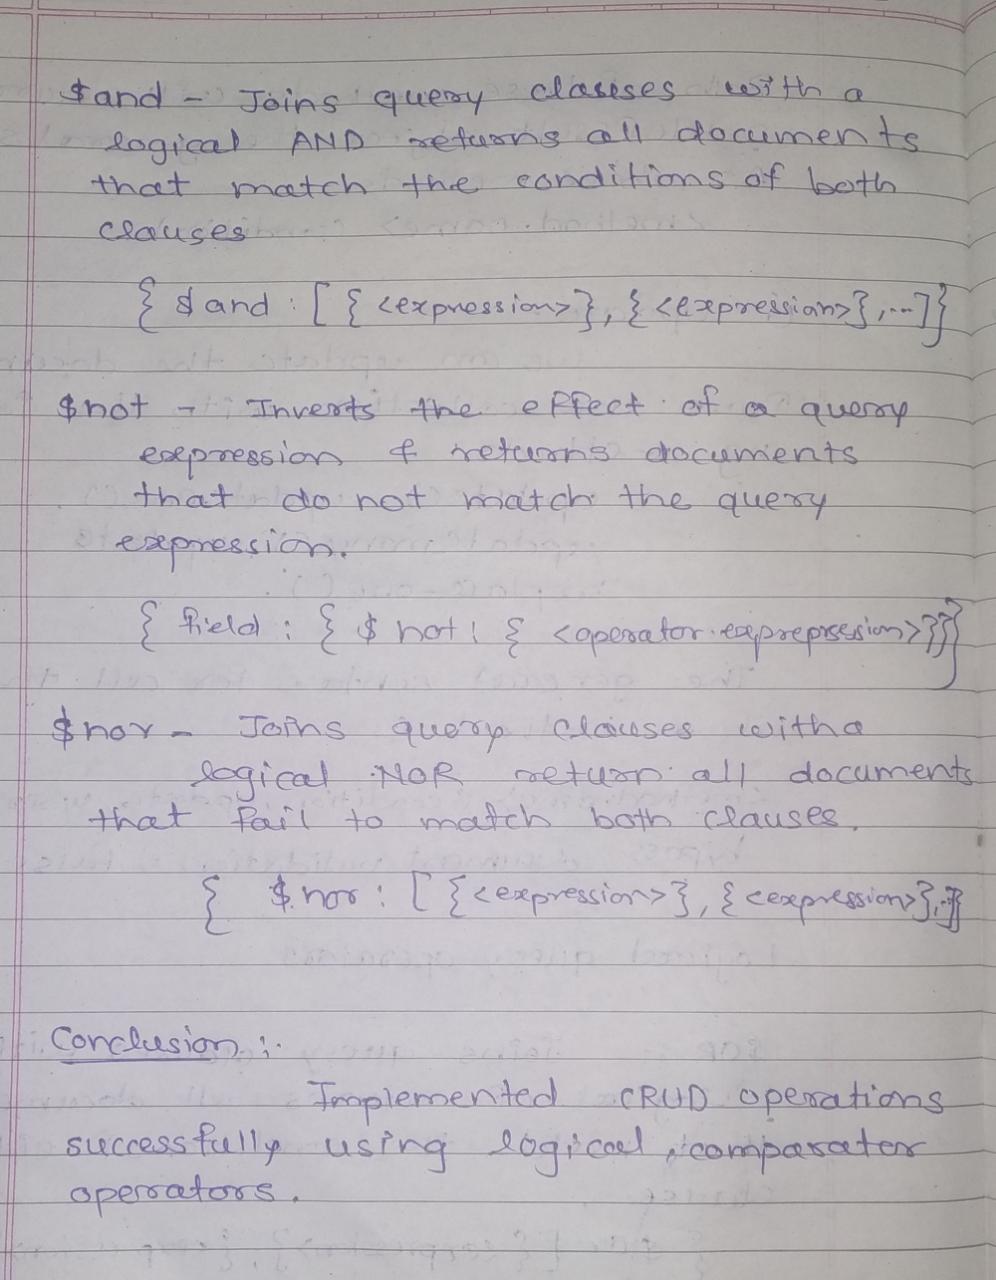 $and - Joins query clauses with a
logical AND returns all documents
that match the conditions of both
clauses
{ $and : [ { <expression> }, { <expression> } , ... ] }
$not - Inverts the effect of a query
expression & returns documents
that do not match the query
expression.
{ field : { $not : { <operator expreprsession> } } }
$nor - Joins query clauses with a
logical NOR return all documents
that fail to match both clauses.
{ $nor : [ { <expression> }, { <expression> }, ] }
Conclusion :
Implemented CRUD operations
successfully using logical , comparator
operators.